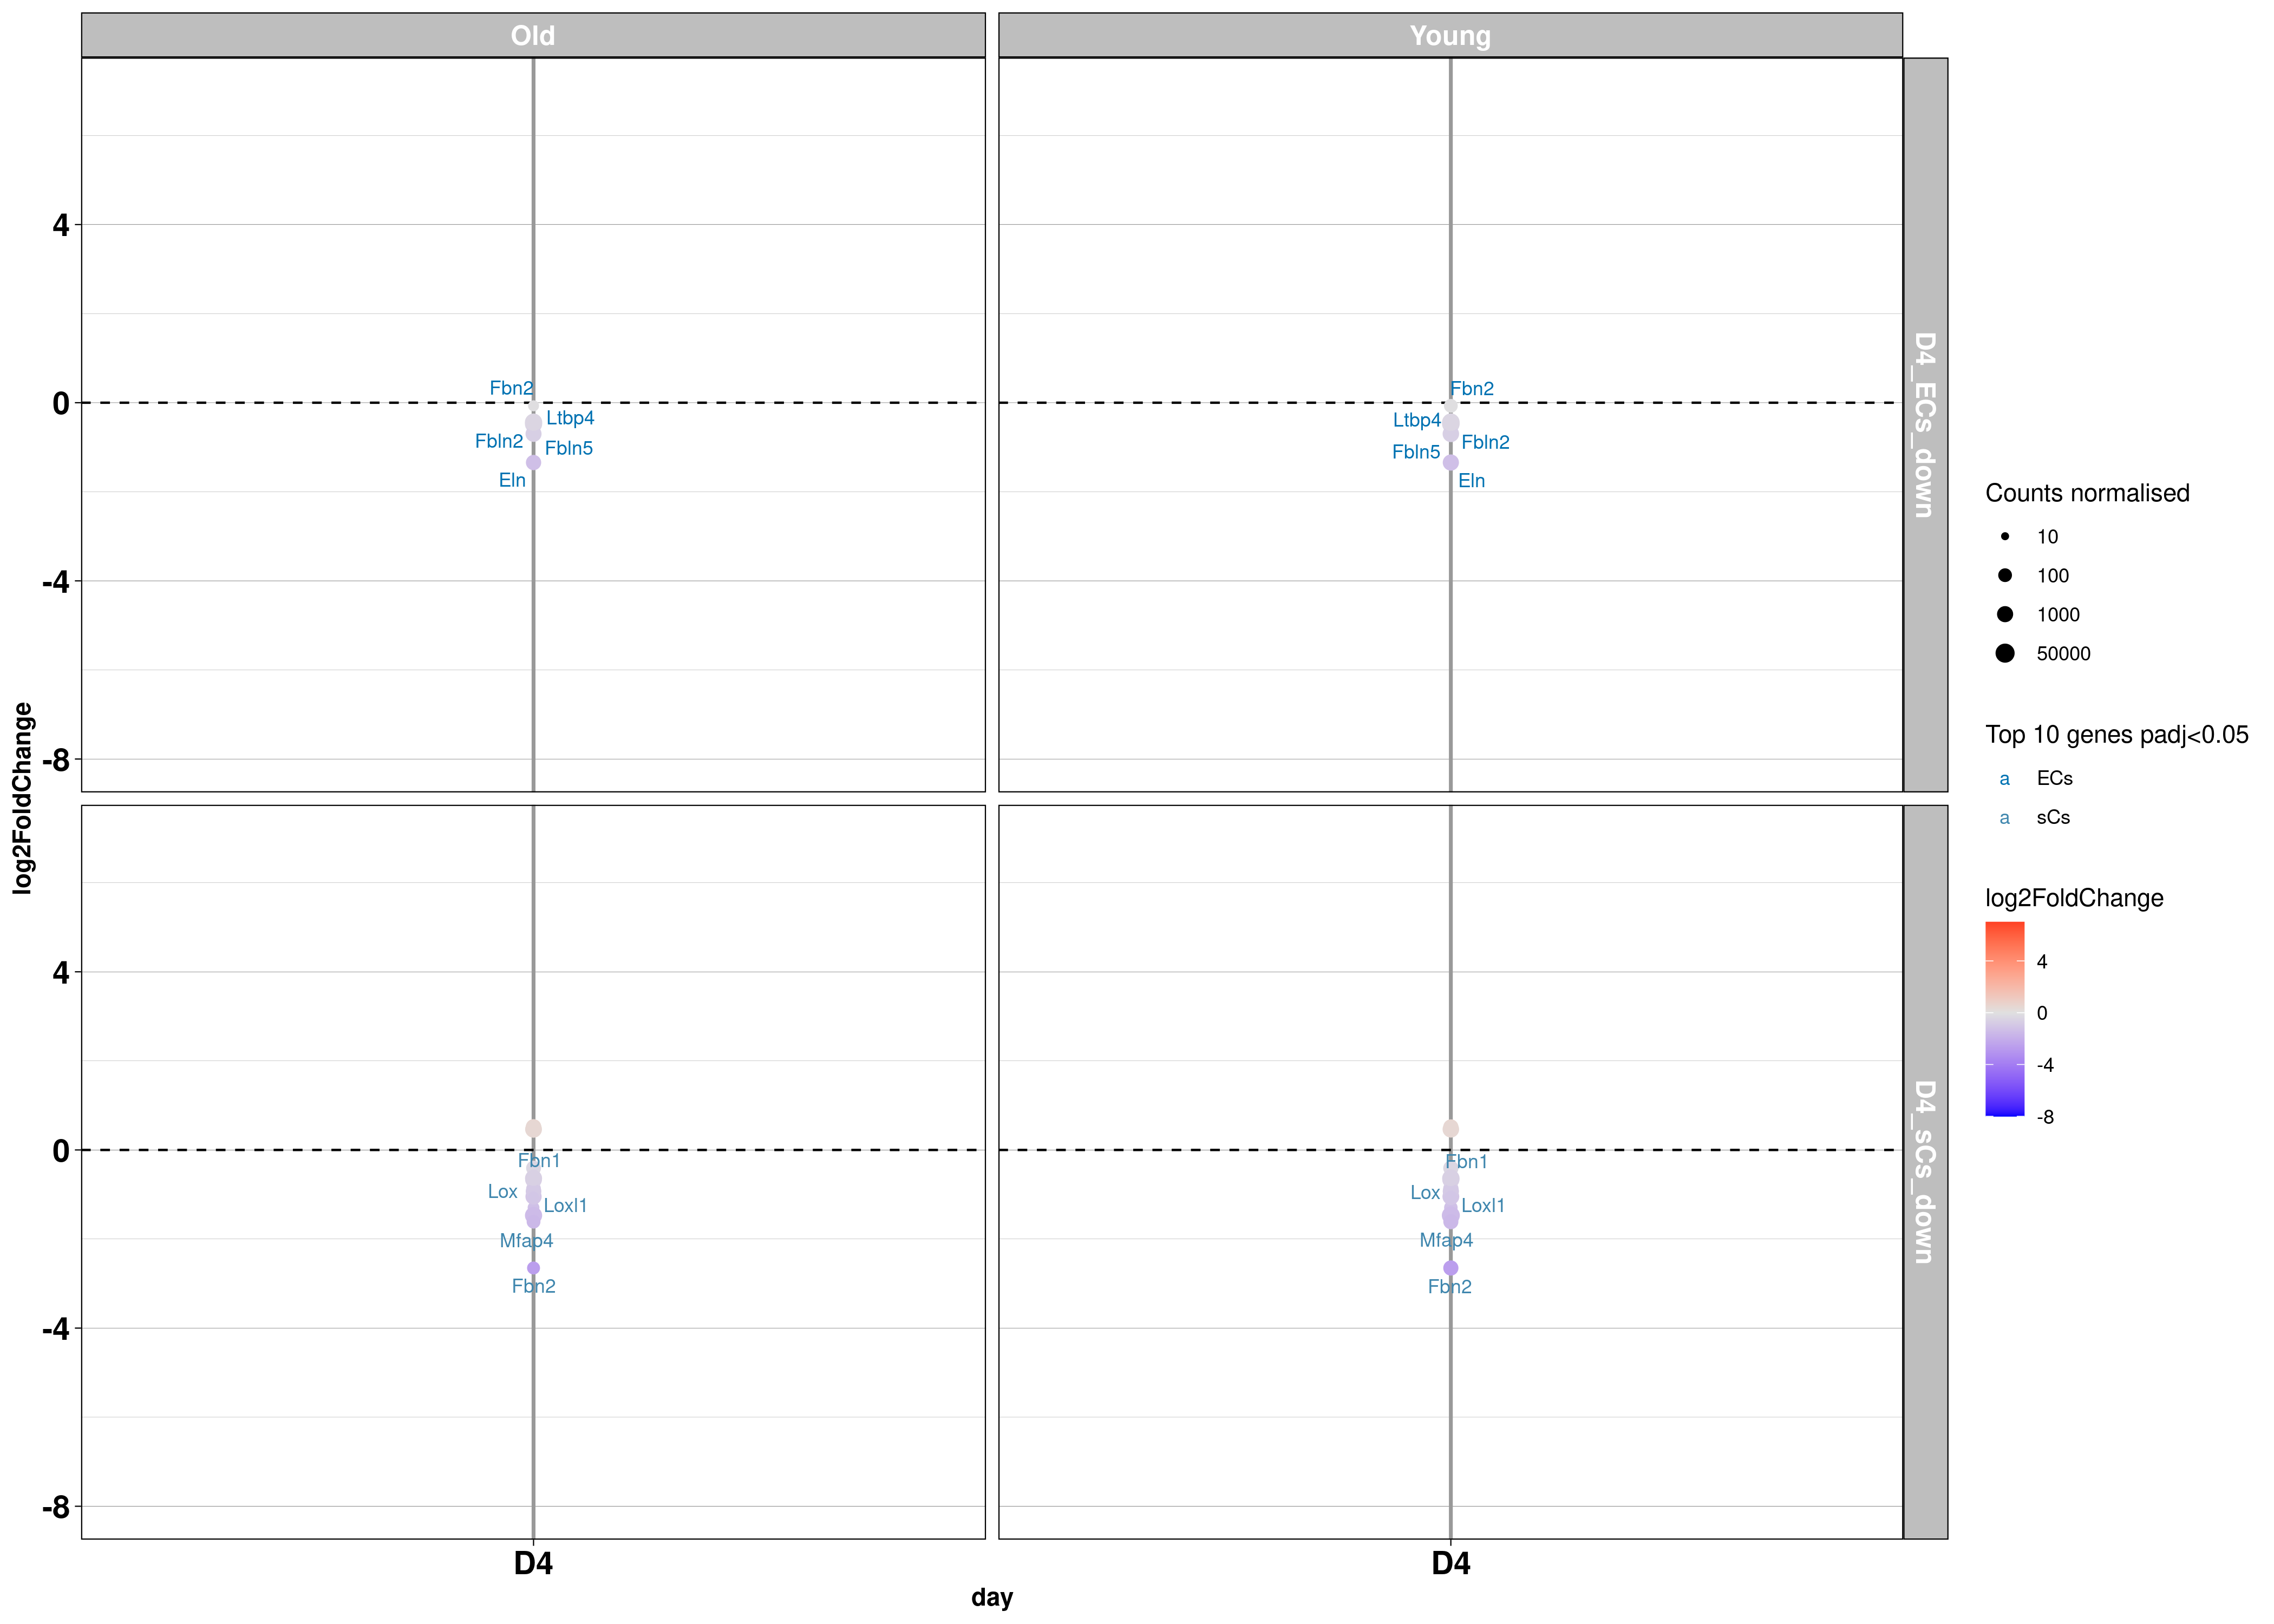 Old
Young
4
0
-4
-8
Fbn2
Ltbp4
Fbln2
Fbln5
Eln
Fbn2
Ltbp4
Fbln2
Fbln5
Eln
D4_ECs_down
4
0
-4
-8
Fbn1
Lox
Loxl1
Mfap4
Fbn2
Fbn1
Lox
Loxl1
Mfap4
Fbn2
D4_sCs_down
D4
D4
day
log2FoldChange
Counts normalised
10
100
1000
50000
Top 10 genes padj<0.05
a ECs
a sCs
log2FoldChange
4
0
-4
-8